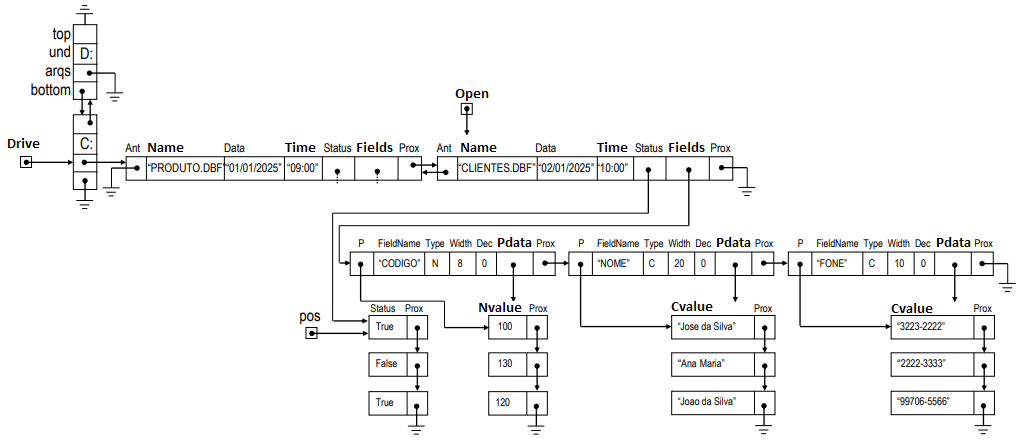 top
und D:
arqs
bottom
Open
Drive
C:
Ant Name Data Time Status Fields Prox Ant Name Data Time Status Fields Prox
"PRODUTO.DBF" "01/01/2025" "09:00" "CLIENTES.DBF" "02/01/2025" "10:00"
P FieldName Type Width Dec Pdata Prox P FieldName Type Width Dec Pdata Prox P FieldName Type Width Dec Pdata Prox
"CODIGO" N 8 0 "NOME" C 20 0 "FONE" C 10 0
Status Prox Nvalue Prox Cvalue Prox Cvalue Prox
pos
True 100 "Jose da Silva" "3223-2222"
False 130 "Ana Maria" "2222-3333"
True 120 "Joao da Silva" "99706-5566"